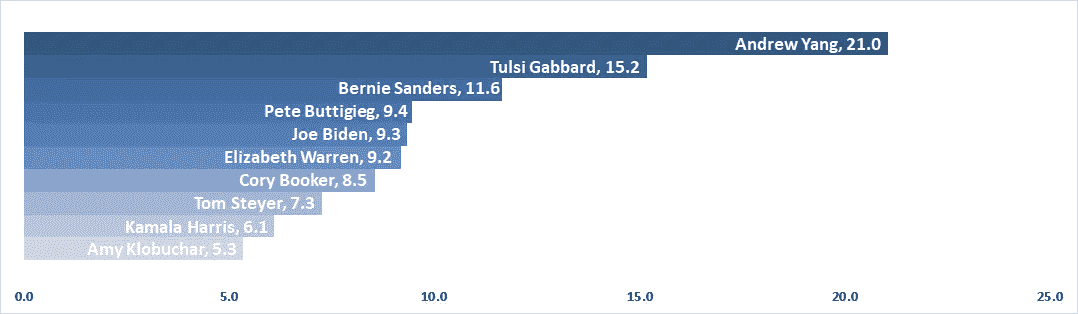 Andrew Yang, 21.0
Tulsi Gabbard, 15.2
Bernie Sanders, 11.6
Pete Buttigieg, 9.4
Joe Biden, 9.3
Elizabeth Warren, 9.2
Cory Booker, 8.5
Tom Steyer, 7.3
Kamala Harris, 6.1
Amy Klobuchar, 5.3
0.0 5.0 10.0 15.0 20.0 25.0